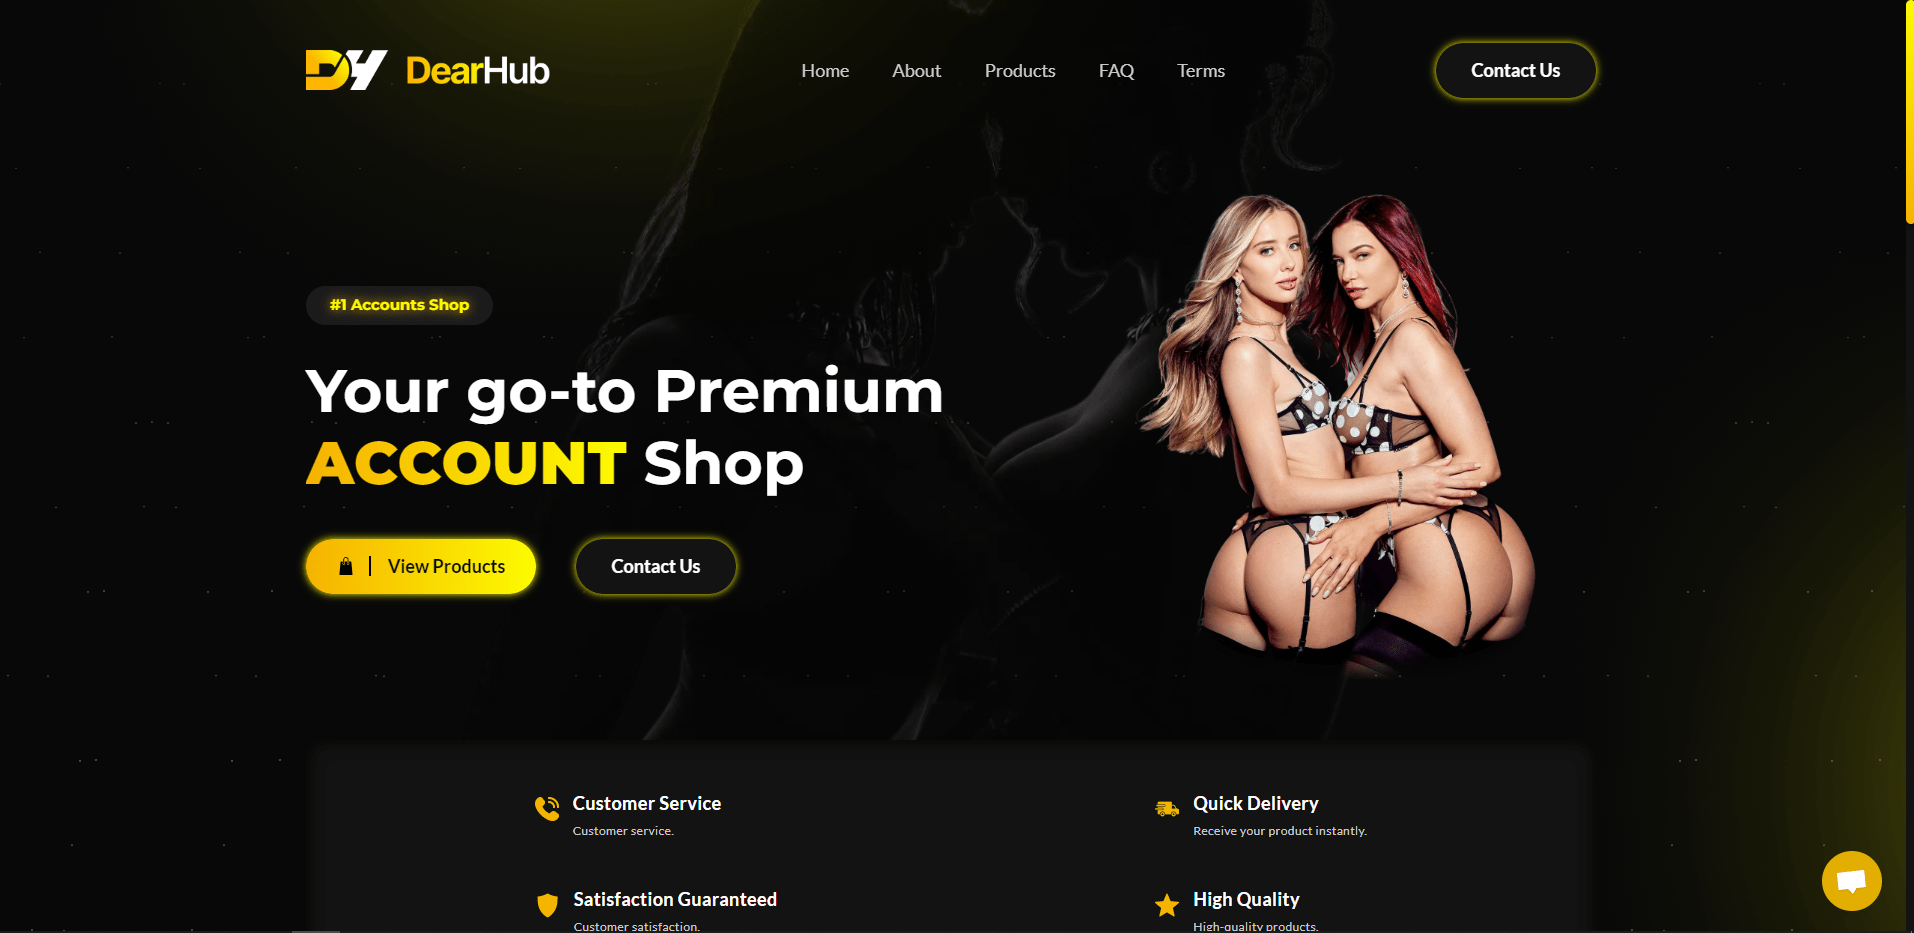 DearHub
Home
About
Products
FAQ
Terms
Contact Us
#1 Accounts Shop
Your go-to Premium
ACCOUNT Shop
View Products
Contact Us
Customer Service
Customer service.
Quick Delivery
Receive your product instantly.
Satisfaction Guaranteed
Customer satisfaction.
High Quality
High-quality products.